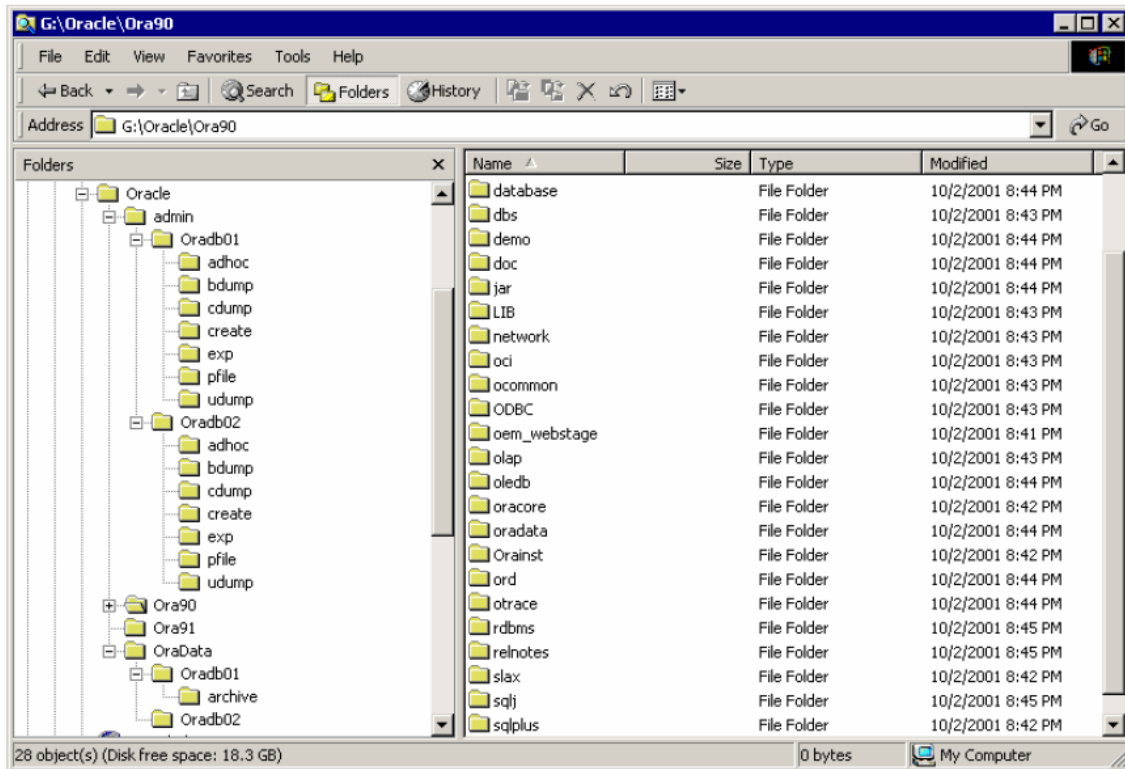 G:\Oracle\Ora90
File Edit View Favorites Tools Help
Back Search Folders History
Address G:\Oracle\Ora90 Go
Folders
Oracle
admin
Oradb01
adhoc
bdump
cdump
create
exp
pfile
udump
Oradb02
adhoc
bdump
cdump
create
exp
pfile
udump
Ora90
Ora91
OraData
Oradb01
archive
Oradb02
Name Size Type Modified
database File Folder 10/2/2001 8:44 PM
dbs File Folder 10/2/2001 8:43 PM
demo File Folder 10/2/2001 8:44 PM
doc File Folder 10/2/2001 8:44 PM
jar File Folder 10/2/2001 8:44 PM
LIB File Folder 10/2/2001 8:43 PM
network File Folder 10/2/2001 8:43 PM
oci File Folder 10/2/2001 8:43 PM
ocommon File Folder 10/2/2001 8:44 PM
ODBC File Folder 10/2/2001 8:43 PM
oem_webstage File Folder 10/2/2001 8:41 PM
olap File Folder 10/2/2001 8:43 PM
oledb File Folder 10/2/2001 8:44 PM
oracore File Folder 10/2/2001 8:42 PM
oradata File Folder 10/2/2001 8:44 PM
Orainst File Folder 10/2/2001 8:42 PM
ord File Folder 10/2/2001 8:44 PM
otrace File Folder 10/2/2001 8:44 PM
rdbms File Folder 10/2/2001 8:45 PM
relnotes File Folder 10/2/2001 8:45 PM
slax File Folder 10/2/2001 8:42 PM
sqlj File Folder 10/2/2001 8:45 PM
sqlplus File Folder 10/2/2001 8:42 PM
28 object(s) (Disk free space: 18.3 GB) 0 bytes My Computer